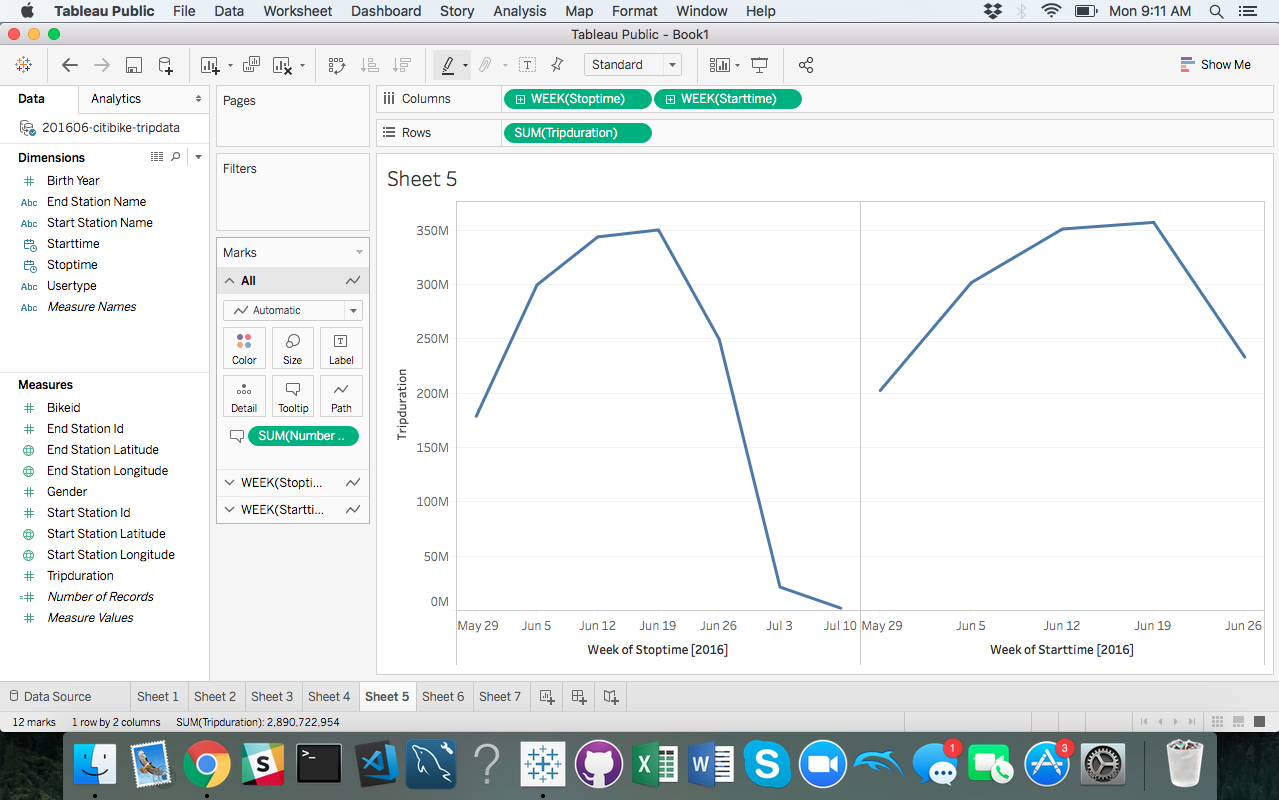 Tableau Public File Data Worksheet Dashboard Story Analysis Map Format Window Help Mon 9:11 AM
Tableau Public - Book1
Standard Show Me
Data Analytics
201606-citibike-tripdata
Dimensions
# Birth Year
Abc End Station Name
Abc Start Station Name
Starttime
Stoptime
Abc Usertype
Abc Measure Names
Measures
# Bikeid
# End Station Id
End Station Latitude
End Station Longitude
# Gender
# Start Station Id
Start Station Latitude
Start Station Longitude
# Tripduration
=# Number of Records
# Measure Values
Pages
Filters
Marks
All
Automatic
Color Size Label
Detail Tooltip Path
SUM(Number ..
WEEK(Stopti...
WEEK(Startti...
Columns WEEK(Stoptime) WEEK(Starttime)
Rows SUM(Tripduration)
Sheet 5
Tripduration
350M
300M
250M
200M
150M
100M
50M
0M
May 29 Jun 5 Jun 12 Jun 19 Jun 26 Jul 3 Jul 10 May 29 Jun 5 Jun 12 Jun 19 Jun 26
Week of Stoptime [2016] Week of Starttime [2016]
Data Source Sheet 1 Sheet 2 Sheet 3 Sheet 4 Sheet 5 Sheet 6 Sheet 7
12 marks 1 row by 2 columns SUM(Tripduration): 2,890,722,954
S >_ ? X W S 1 3